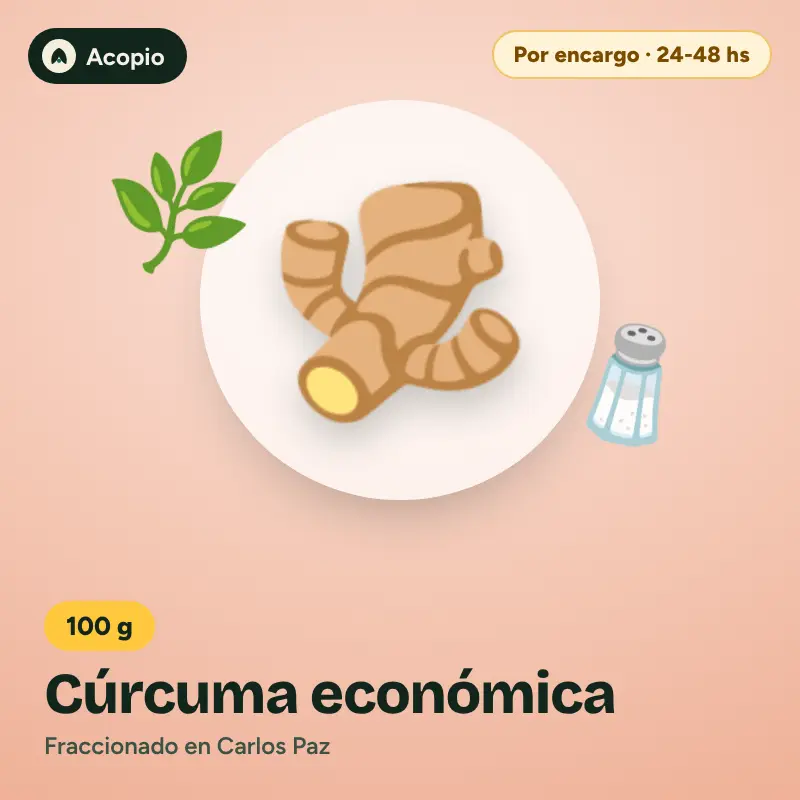 Acopio
Por encargo · 24-48 hs
100 g
Cúrcuma económica
Fraccionado en Carlos Paz